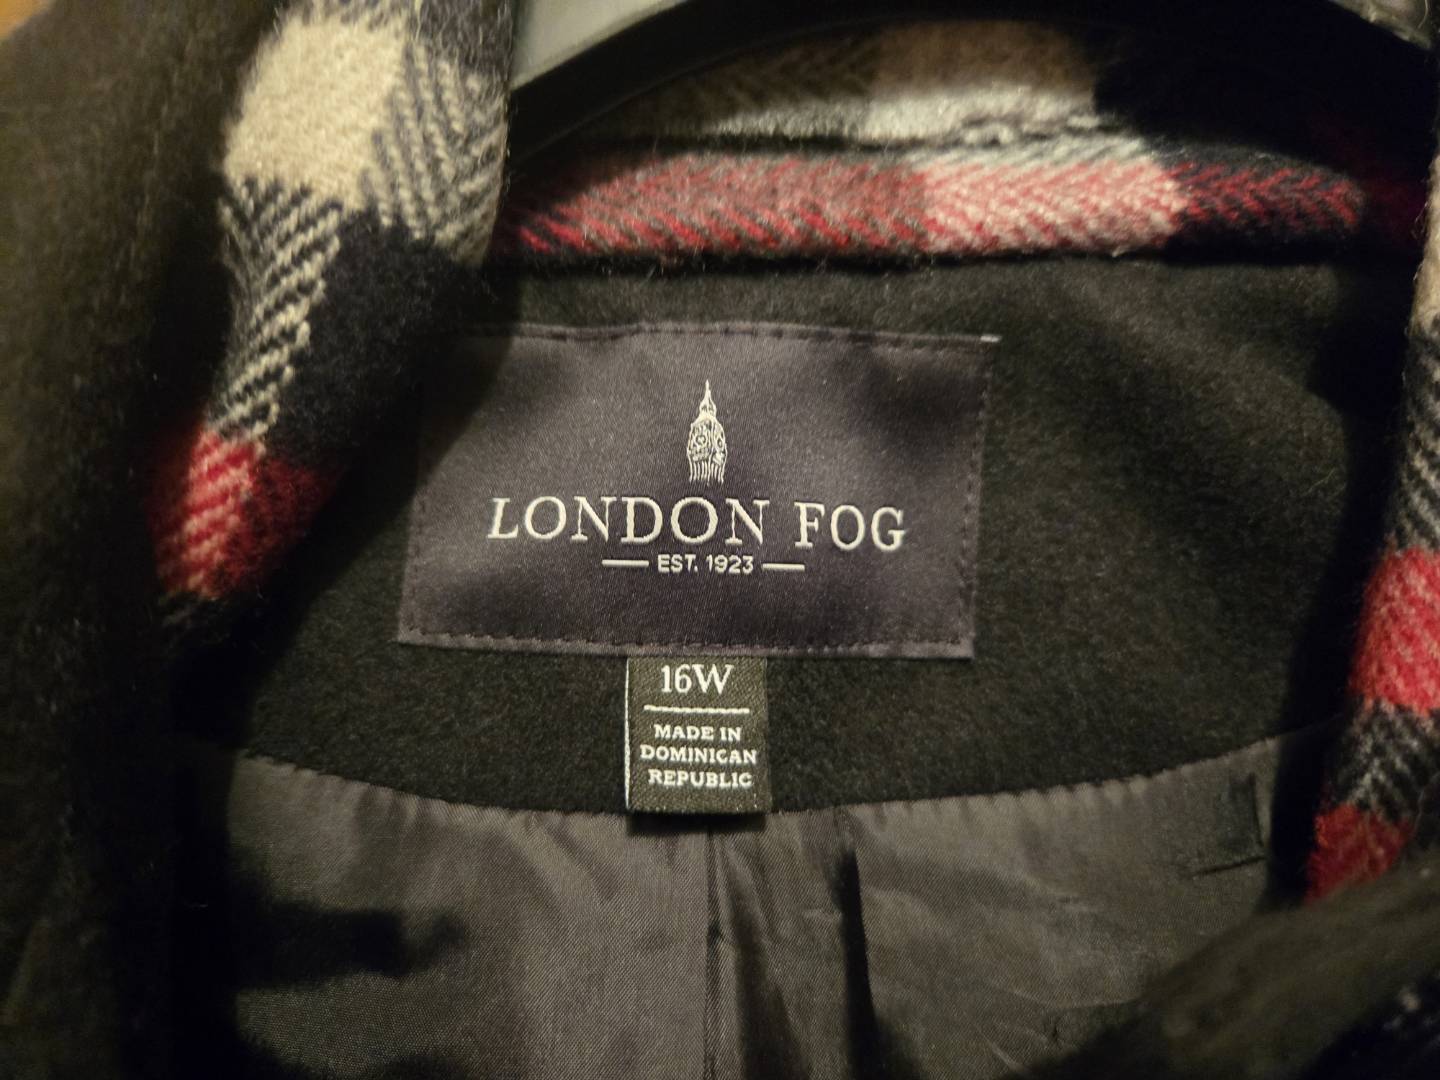 LONDON FOG
EST. 1923
16W
MADE IN
DOMINICAN
REPUBLIC